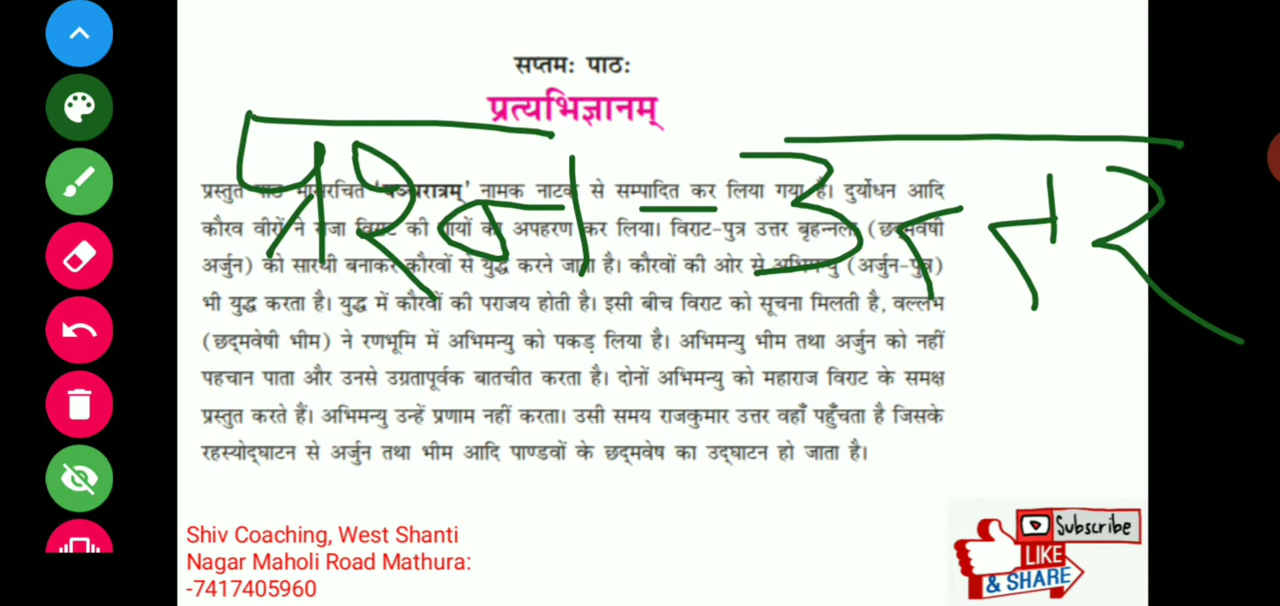 सप्तमः पाठः
प्रत्यभिज्ञानम्
प्रश्न - उत्तर
प्रस्तुत पाठ भासरचित 'पञ्चरात्रम्' नामक नाटक से सम्पादित कर लिया गया है। दुर्योधन आदि
कौरव वीरों ने राजा विराट की गायों का अपहरण कर लिया। विराट-पुत्र उत्तर बृहन्नला (छद्मवेषी
अर्जुन) को सारथी बनाकर कौरवों से युद्ध करने जाता है। कौरवों की ओर से अभिमन्यु (अर्जुन-पुत्र)
भी युद्ध करता है। युद्ध में कौरवों की पराजय होती है। इसी बीच विराट को सूचना मिलती है, वल्लभ
(छद्मवेषी भीम) ने रणभूमि में अभिमन्यु को पकड़ लिया है। अभिमन्यु भीम तथा अर्जुन को नहीं
पहचान पाता और उनसे उग्रतापूर्वक बातचीत करता है। दोनों अभिमन्यु को महाराज विराट के समक्ष
प्रस्तुत करते हैं। अभिमन्यु उन्हें प्रणाम नहीं करता। उसी समय राजकुमार उत्तर वहाँ पहुँचता है जिसके
रहस्योद्घाटन से अर्जुन तथा भीम आदि पाण्डवों के छद्मवेष का उद्घाटन हो जाता है।
Shiv Coaching, West Shanti
Nagar Maholi Road Mathura:
-7417405960
Subscribe
LIKE
& SHARE